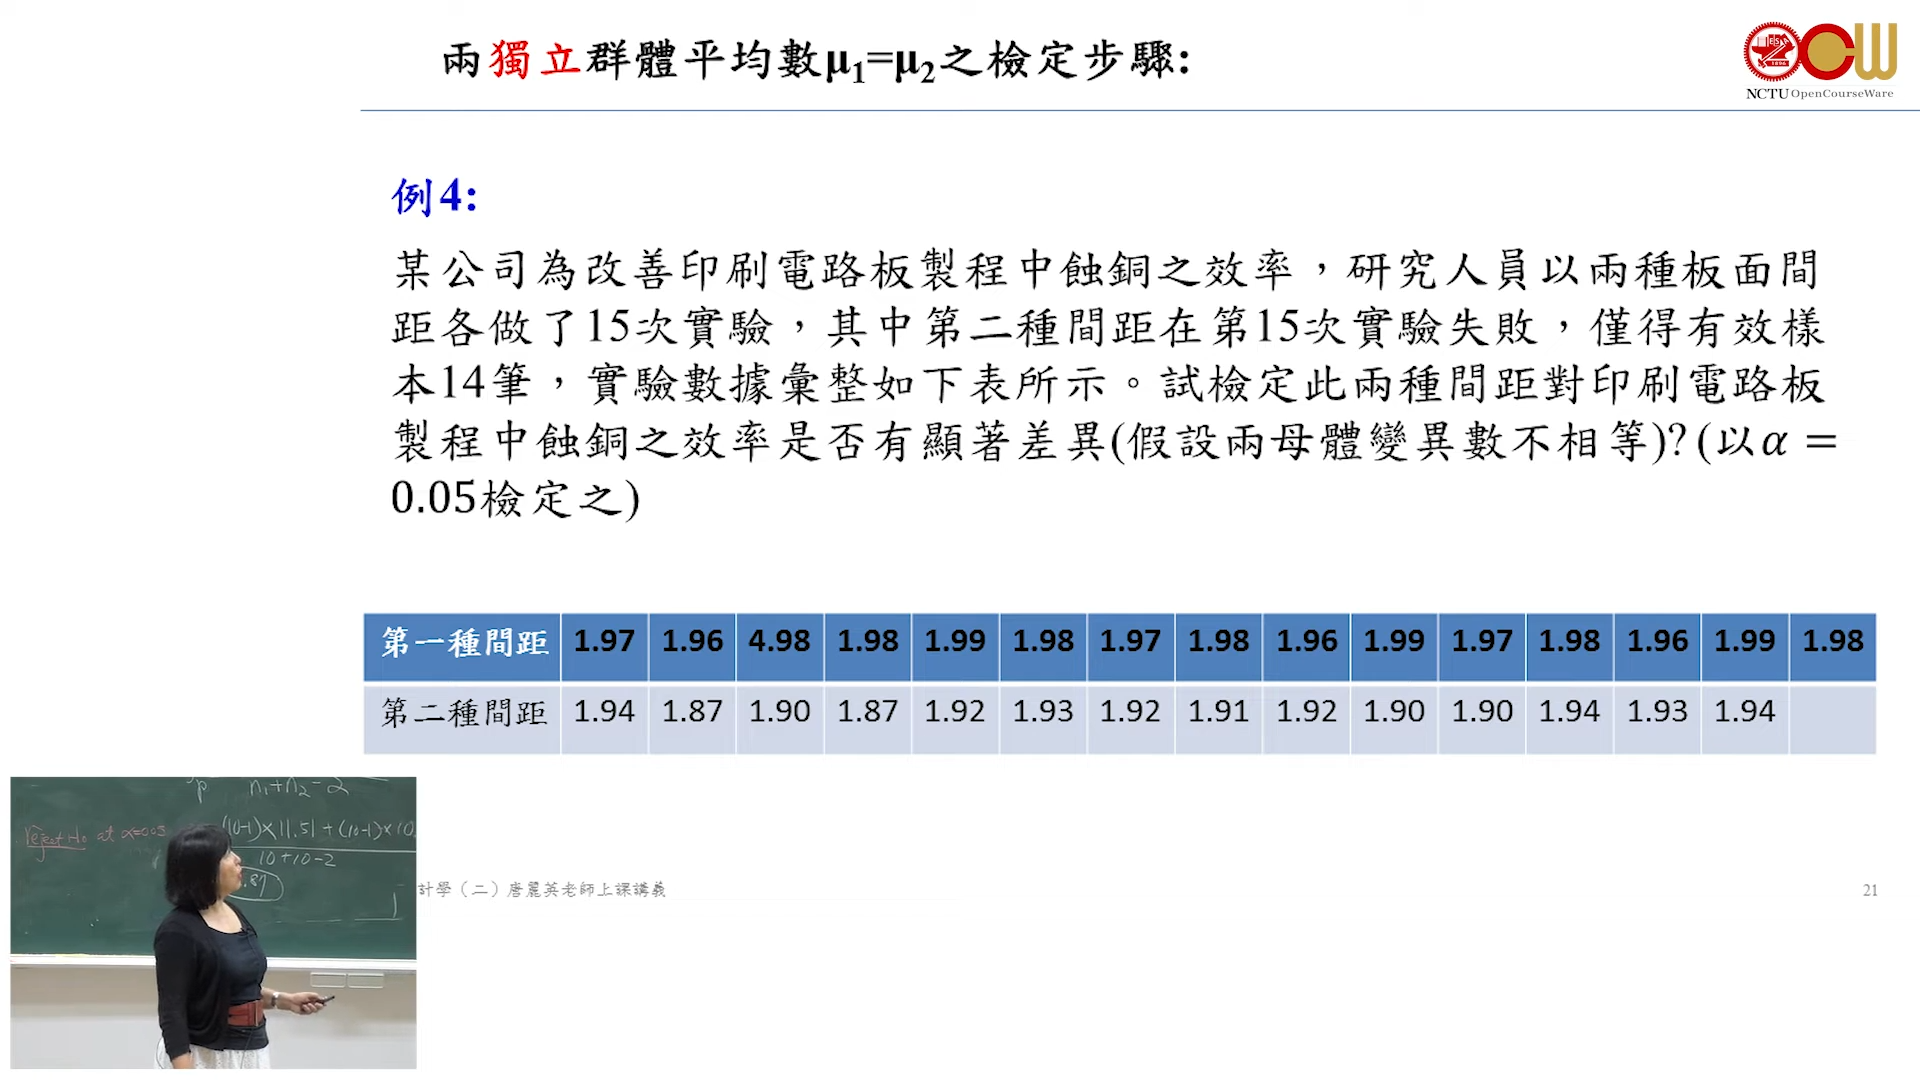 兩獨立群體平均數μ1=μ2之檢定步驟:
NCTU OpenCourseWare
例4:
某公司為改善印刷電路板製程中蝕銅之效率，研究人員以兩種板面間
距各做了15次實驗，其中第二種間距在第15次實驗失敗，僅得有效樣
本14筆，實驗數據彙整如下表所示。試檢定此兩種間距對印刷電路板
製程中蝕銅之效率是否有顯著差異(假設兩母體變異數不相等)? (以α =
0.05檢定之)
第一種間距 1.97 1.96 4.98 1.98 1.99 1.98 1.97 1.98 1.96 1.99 1.97 1.98 1.96 1.99 1.98
第二種間距 1.94 1.87 1.90 1.87 1.92 1.93 1.92 1.91 1.92 1.90 1.90 1.94 1.93 1.94
n1+n2-2
reject H0 at α=0.05
(10-1)×11.51+(10-1)×10
10+10-2
計學（二）唐麗英老師上課講義
21